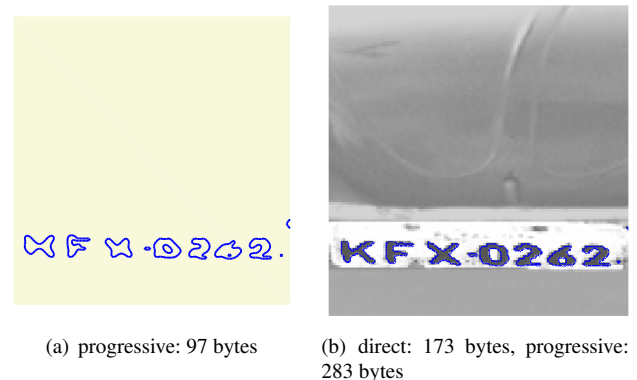 KFX-0262.
KFX-0262.
(a) progressive: 97 bytes
(b) direct: 173 bytes, progressive:
283 bytes